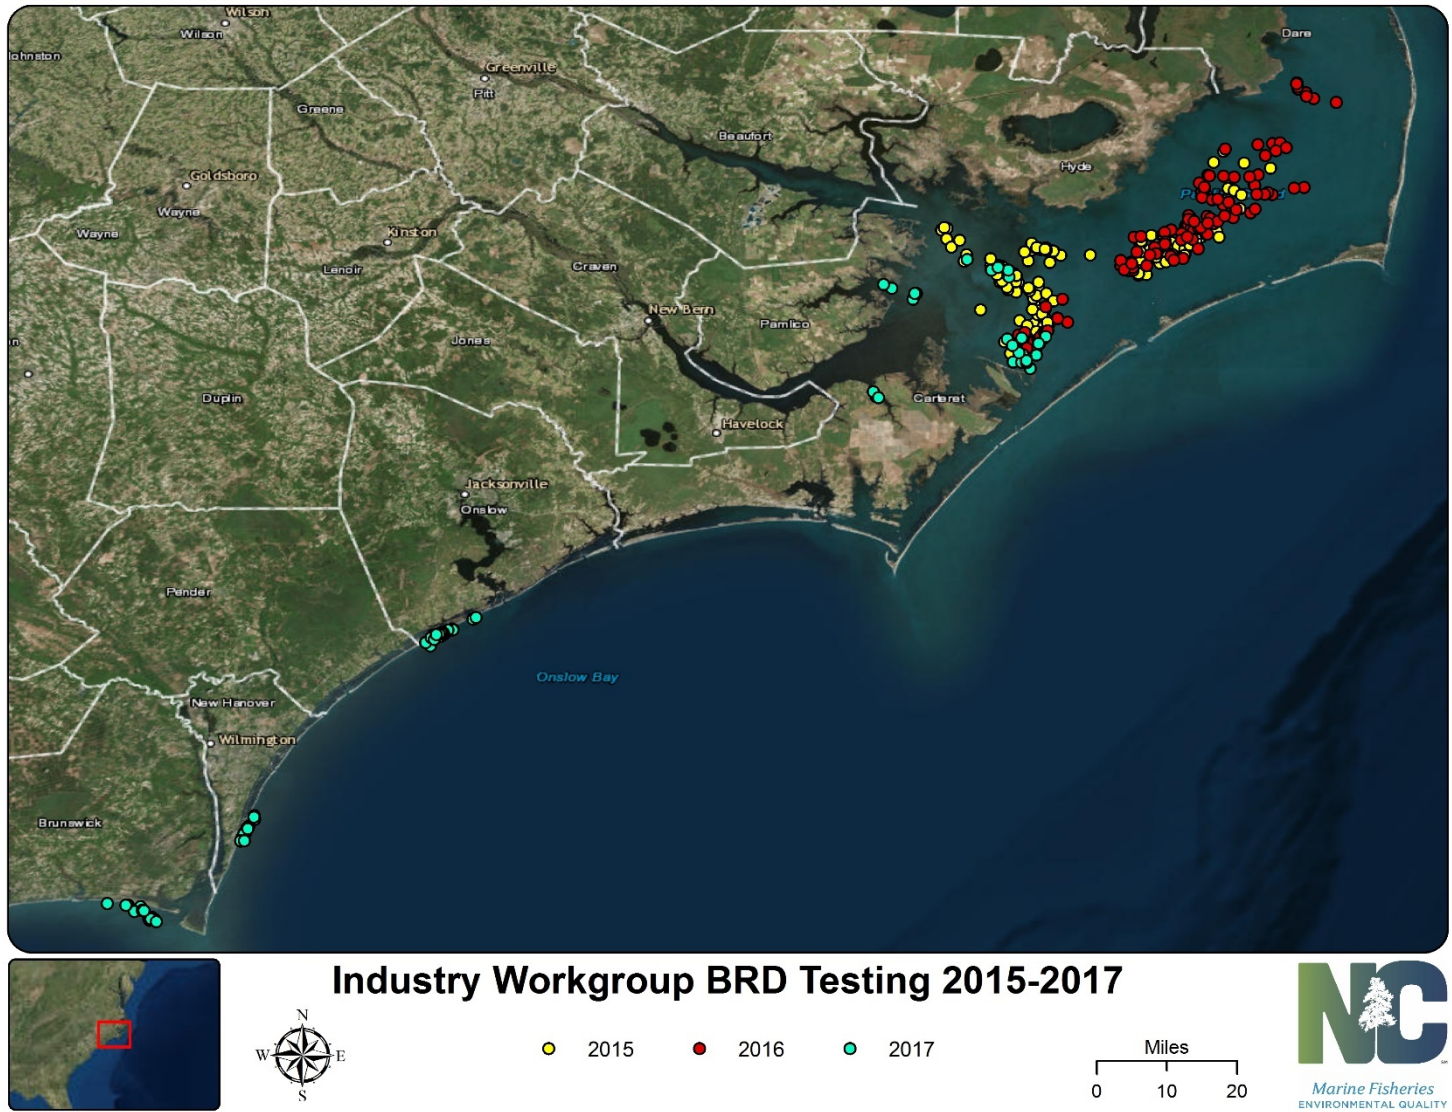 Wilson
Wilson
Dare
Johnston
Greenville
Pitt
Greene
Beaufort
Hyde
Goldsboro
Wayne
Wayne
Kinston
Lenoir
Craven
New Bern
Pamlico
Jones
Duplin
Carteret
Havelock
Jacksonville
Onslow
Pender
Onslow Bay
New Hanover
Wilmington
Brunswick
Industry Workgroup BRD Testing 2015-2017
N
W E
S
2015 2016 2017
Miles
0 10 20
NC
Marine Fisheries
ENVIRONMENTAL QUALITY